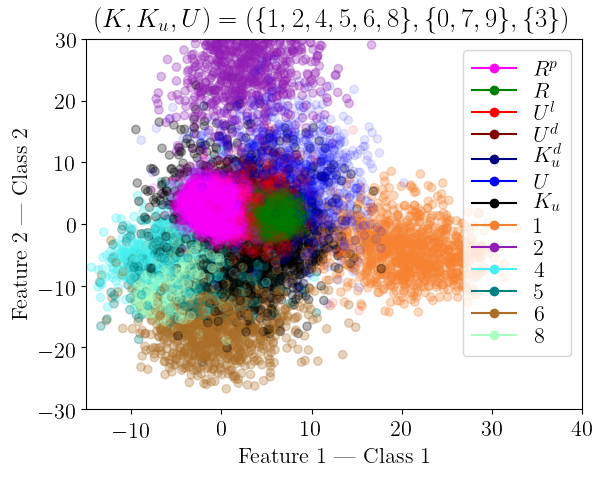 (K, K_u, U) = ({1, 2, 4, 5, 6, 8}, {0, 7, 9}, {3})
30
20
10
0
−10
−20
−30
−10
0
10
20
30
40
Feature 2 — Class 2
Feature 1 — Class 1
R^p
R
U^l
U^d
K_u^d
U
K_u
1
2
4
5
6
8